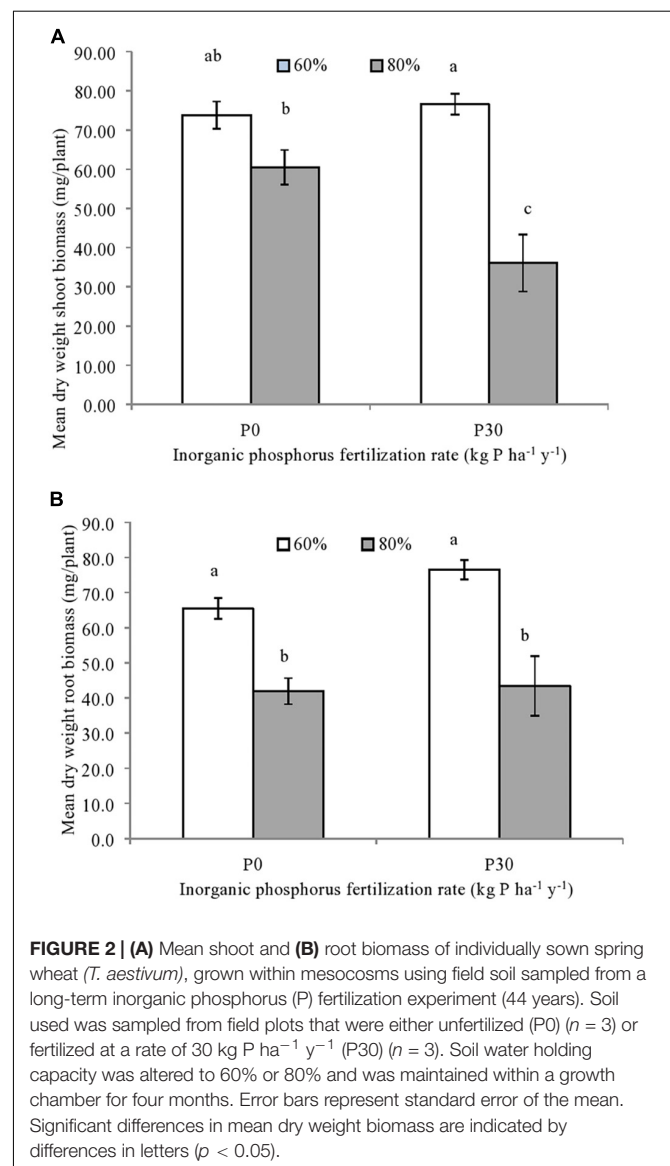 A
90.00
80.00
70.00
60.00
50.00
40.00
30.00
20.00
10.00
0.00
Mean dry weight shoot biomass (mg/plant)
60% 80%
ab
b
a
c
P0 P30
Inorganic phosphorus fertilization rate (kg P ha⁻¹ y⁻¹)
B
90.0
80.0
70.0
60.0
50.0
40.0
30.0
20.0
10.0
0.0
Mean dry weight root biomass (mg/plant)
60% 80%
a
b
a
b
P0 P30
Inorganic phosphorus fertilization rate (kg P ha⁻¹ y⁻¹)
FIGURE 2 | (A) Mean shoot and (B) root biomass of individually sown spring
wheat (T. aestivum), grown within mesocosms using field soil sampled from a
long-term inorganic phosphorus (P) fertilization experiment (44 years). Soil
used was sampled from field plots that were either unfertilized (P0) (n = 3) or
fertilized at a rate of 30 kg P ha⁻¹ y⁻¹ (P30) (n = 3). Soil water holding
capacity was altered to 60% or 80% and was maintained within a growth
chamber for four months. Error bars represent standard error of the mean.
Significant differences in mean dry weight biomass are indicated by
differences in letters (p < 0.05).